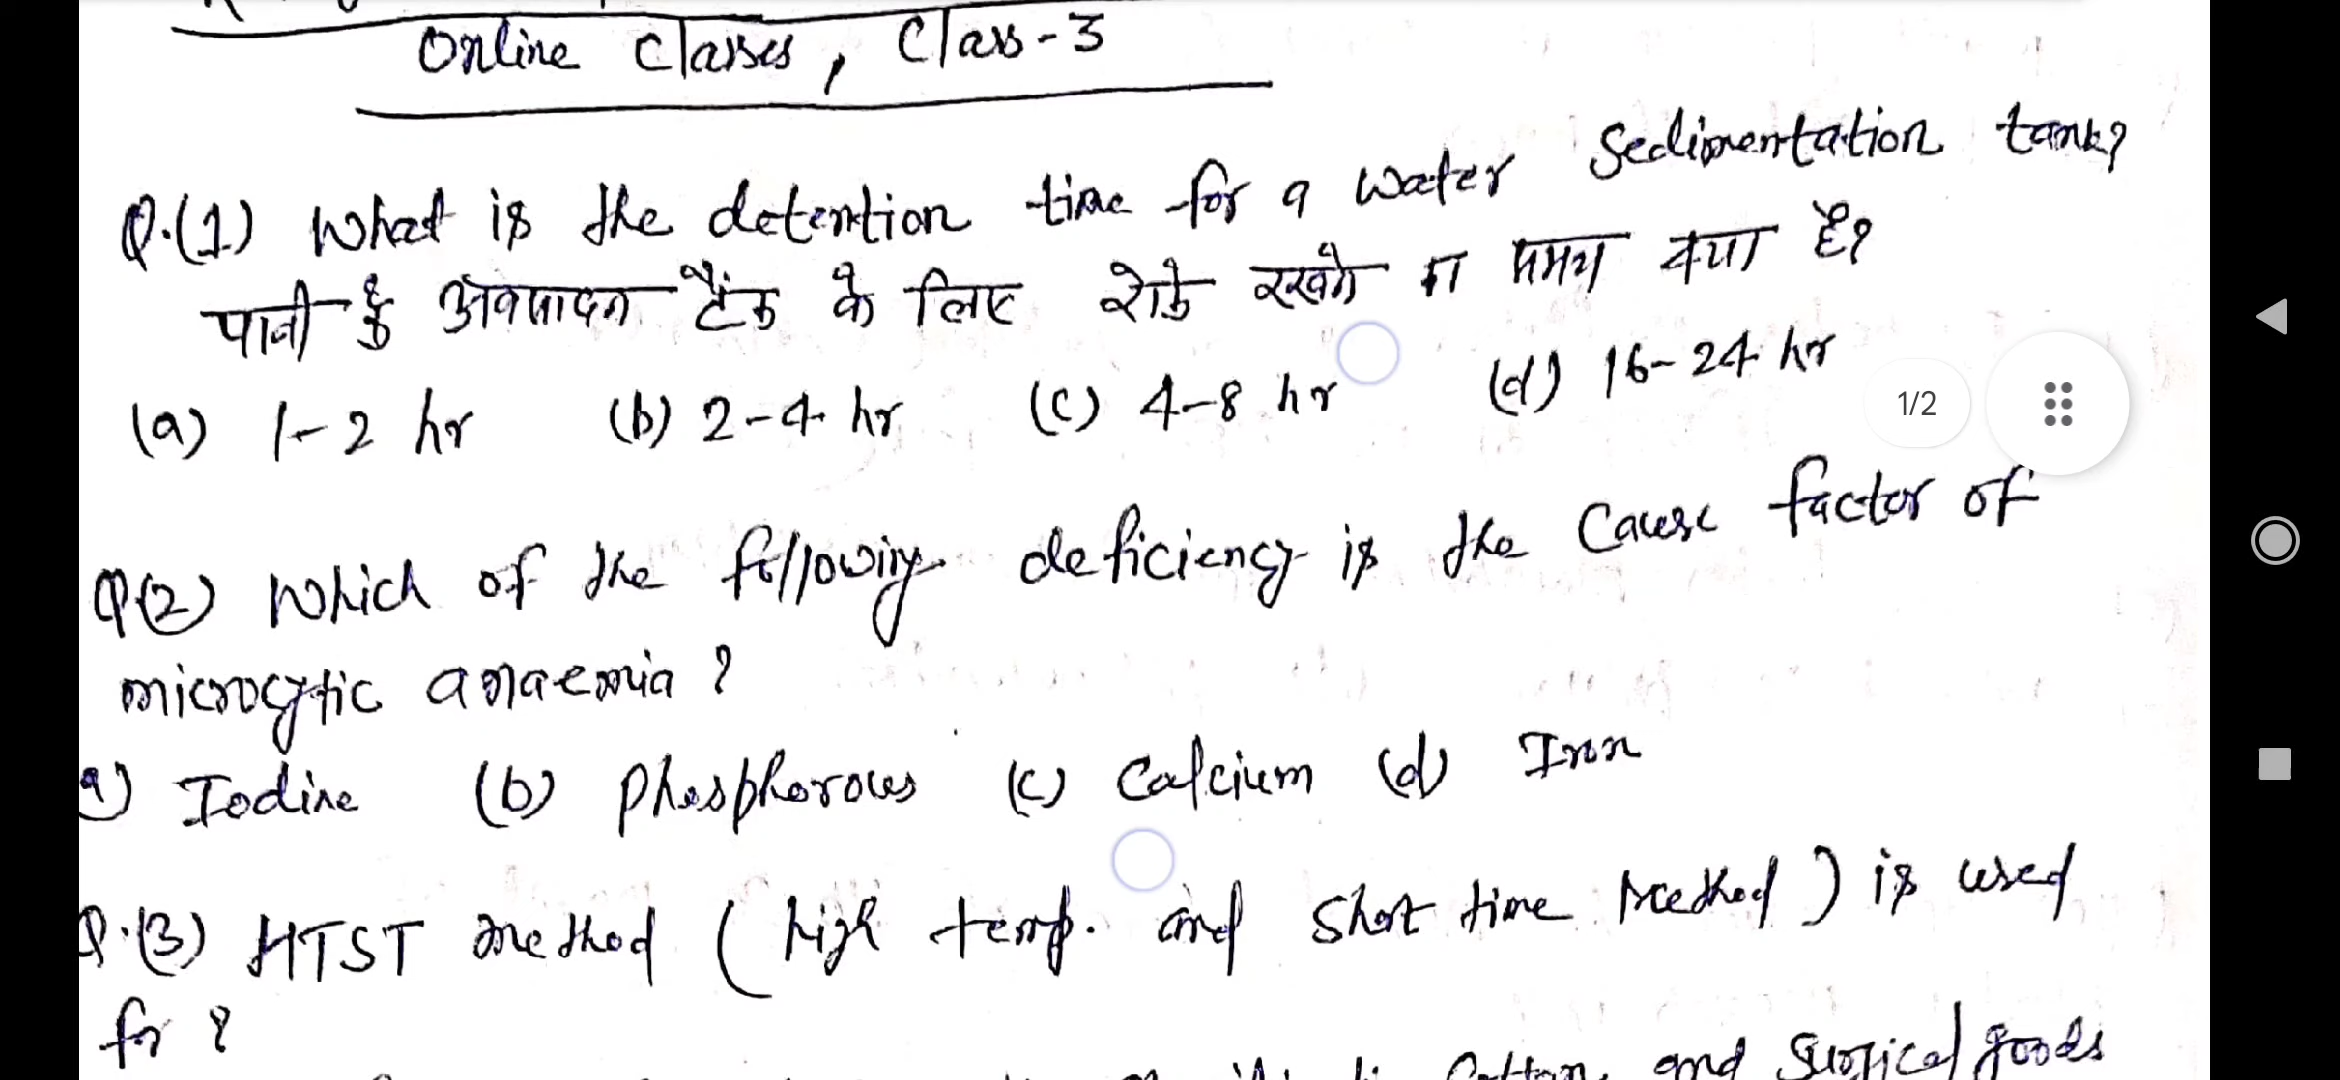 Online Classes, Class-3
Q.(1) What is the detention time for a water Sedimentation tank?
पानी के अवसादन टैंक के लिए रोके रखने का समय क्या है?
(a) 1-2 hr (b) 2-4 hr (c) 4-8 hr (d) 16-24 hr
1/2
Q(2) Which of the following deficiency is the Cause factor of
microcytic anaemia?
a) Iodine (b) Phosphorous (c) Calcium (d) Iron
Q.(3) HTST method (high temp. and Short time Method) is used
for?
Cotton and Surgical goods